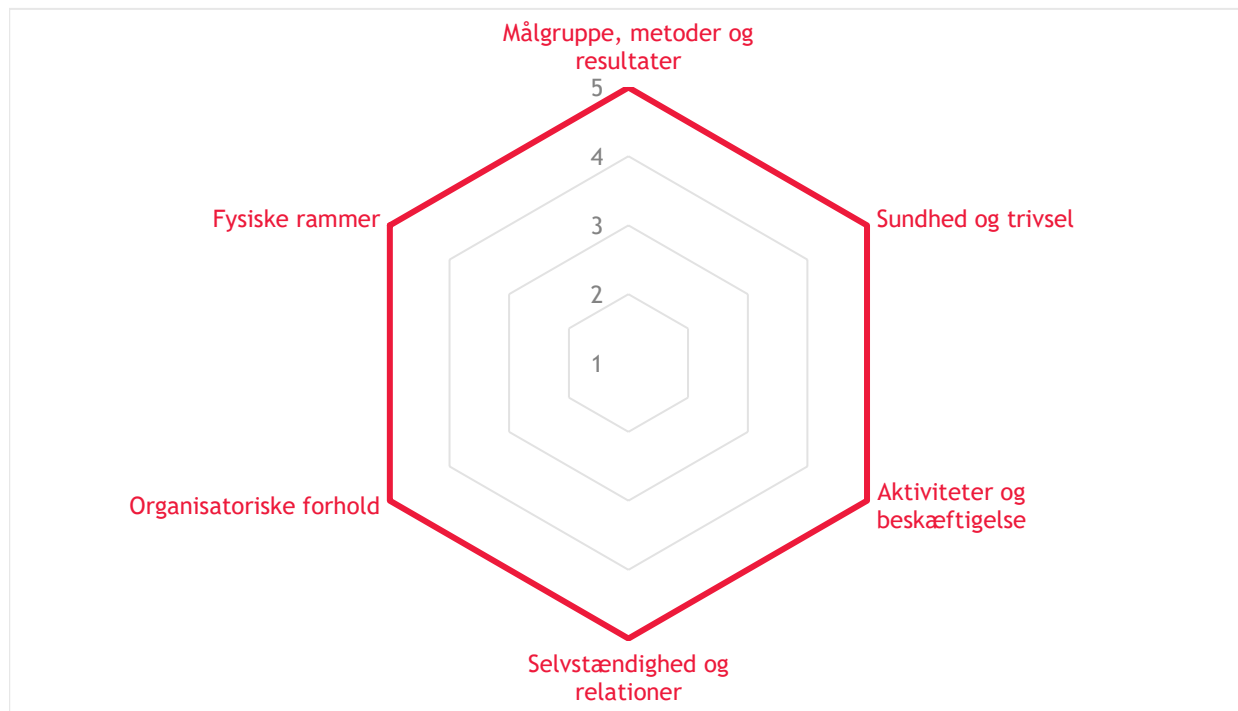 Målgruppe, metoder og
resultater
5
4
Fysiske rammer
3
Sundhed og trivsel
2
1
Organisatoriske forhold
Aktiviteter og
beskæftigelse
Selvstændighed og
relationer